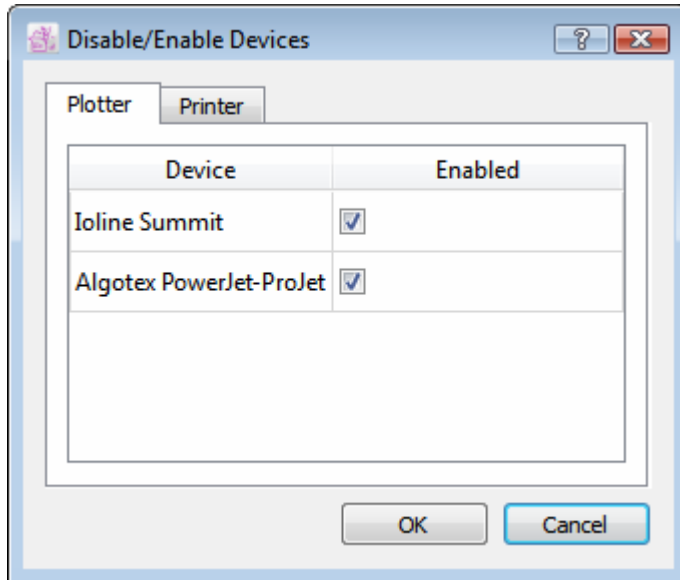 Disable/Enable Devices
Plotter Printer
Device Enabled
Ioline Summit
Algotex PowerJet-ProJet
OK Cancel